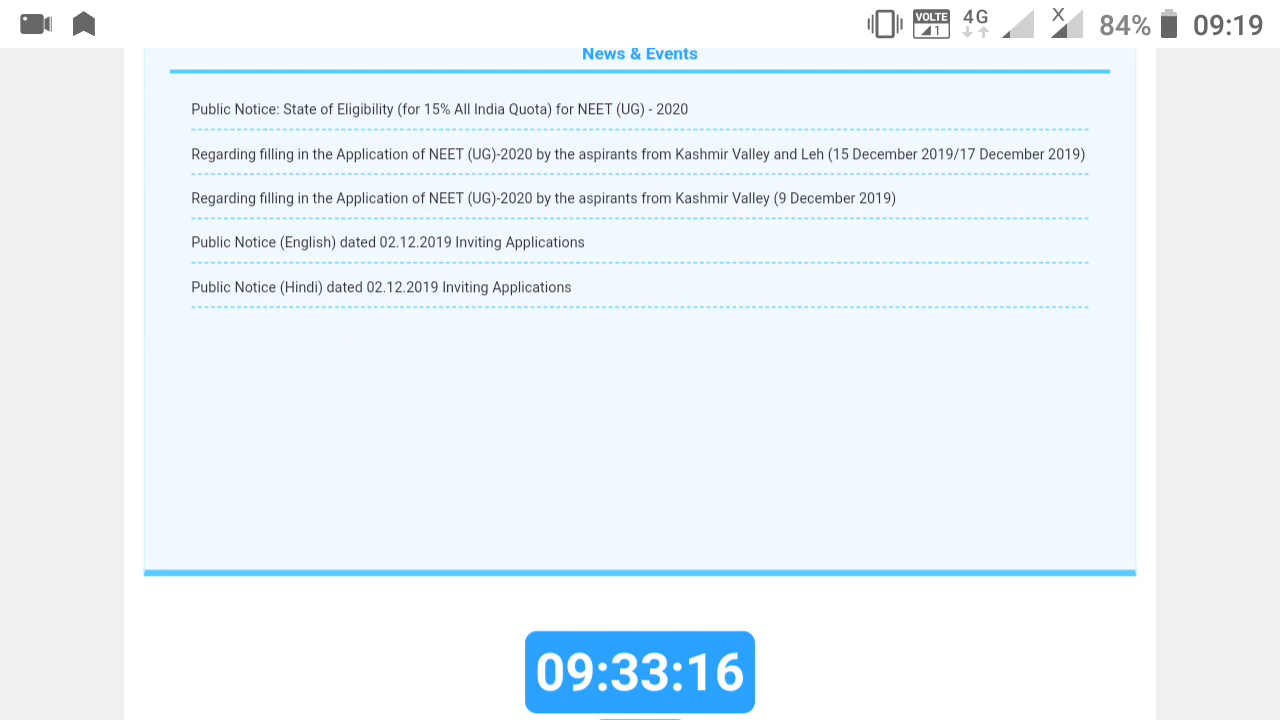 VOLTE 4G X 84% 09:19
1
News & Events
Public Notice: State of Eligibility (for 15% All India Quota) for NEET (UG) - 2020
Regarding filling in the Application of NEET (UG)-2020 by the aspirants from Kashmir Valley and Leh (15 December 2019/17 December 2019)
Regarding filling in the Application of NEET (UG)-2020 by the aspirants from Kashmir Valley (9 December 2019)
Public Notice (English) dated 02.12.2019 Inviting Applications
Public Notice (Hindi) dated 02.12.2019 Inviting Applications
09:33:16